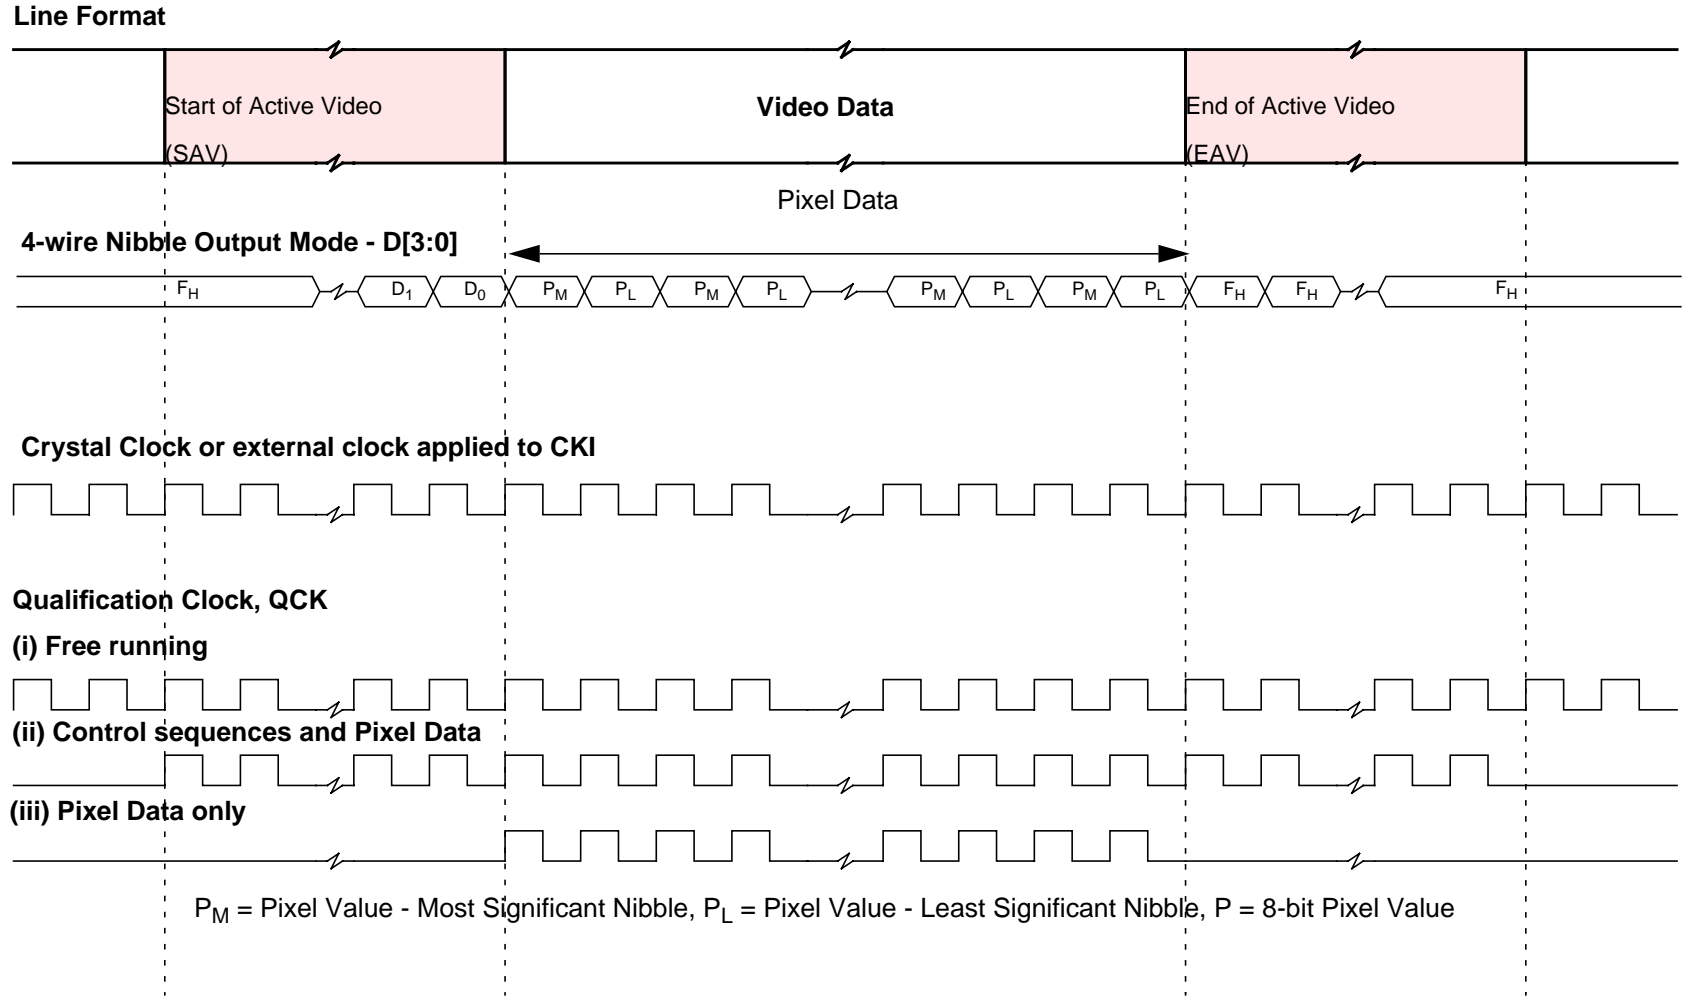 Line Format
Start of Active Video
(SAV)
Video Data
End of Active Video
(EAV)
Pixel Data
4-wire Nibble Output Mode - D[3:0]
FH D1 D0 PM PL PM PL PM PL PM PL FH FH FH
Crystal Clock or external clock applied to CKI
Qualification Clock, QCK
(i) Free running
(ii) Control sequences and Pixel Data
(iii) Pixel Data only
PM = Pixel Value - Most Significant Nibble, PL = Pixel Value - Least Significant Nibble, P = 8-bit Pixel Value